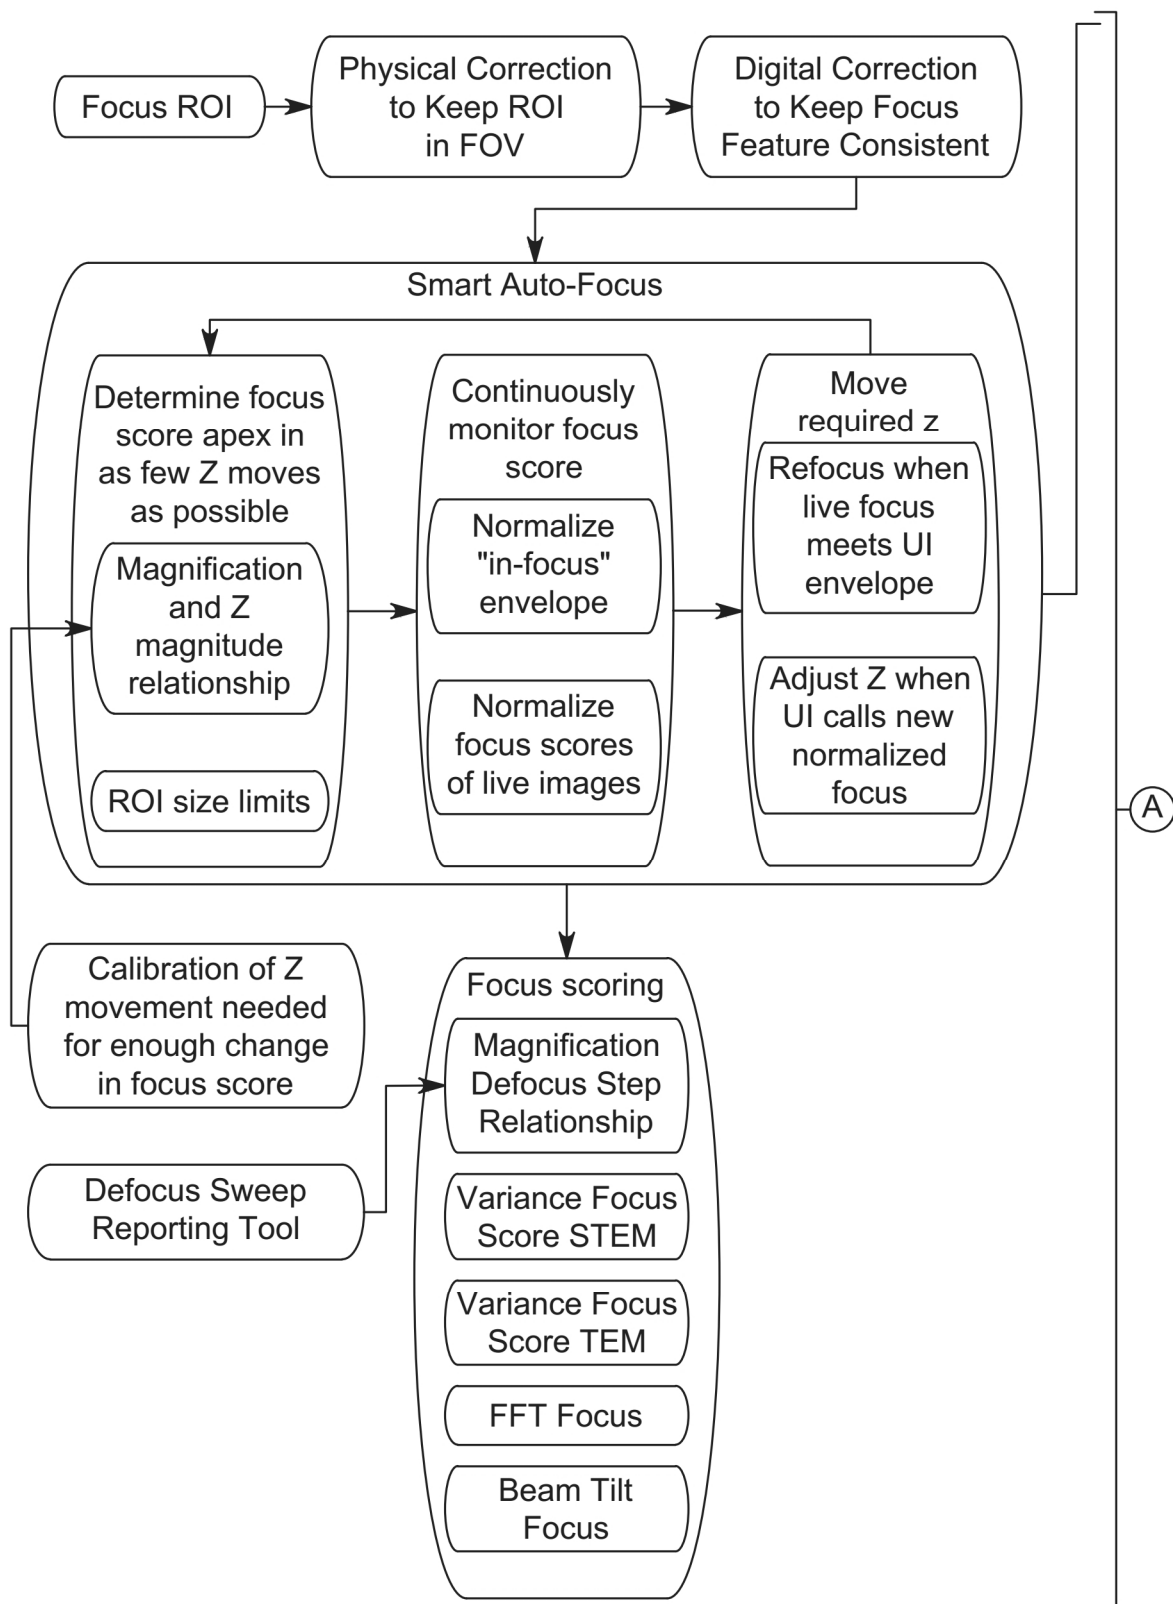 Focus ROI
Physical Correction
to Keep ROI
in FOV
Digital Correction
to Keep Focus
Feature Consistent
Smart Auto-Focus
Determine focus
score apex in
as few Z moves
as possible
Magnification
and Z
magnitude
relationship
ROI size limits
Continuously
monitor focus
score
Normalize
"in-focus"
envelope
Normalize
focus scores
of live images
Move
required z
Refocus when
live focus
meets UI
envelope
Adjust Z when
UI calls new
normalized
focus
A
Calibration of Z
movement needed
for enough change
in focus score
Defocus Sweep
Reporting Tool
Focus scoring
Magnification
Defocus Step
Relationship
Variance Focus
Score STEM
Variance Focus
Score TEM
FFT Focus
Beam Tilt
Focus